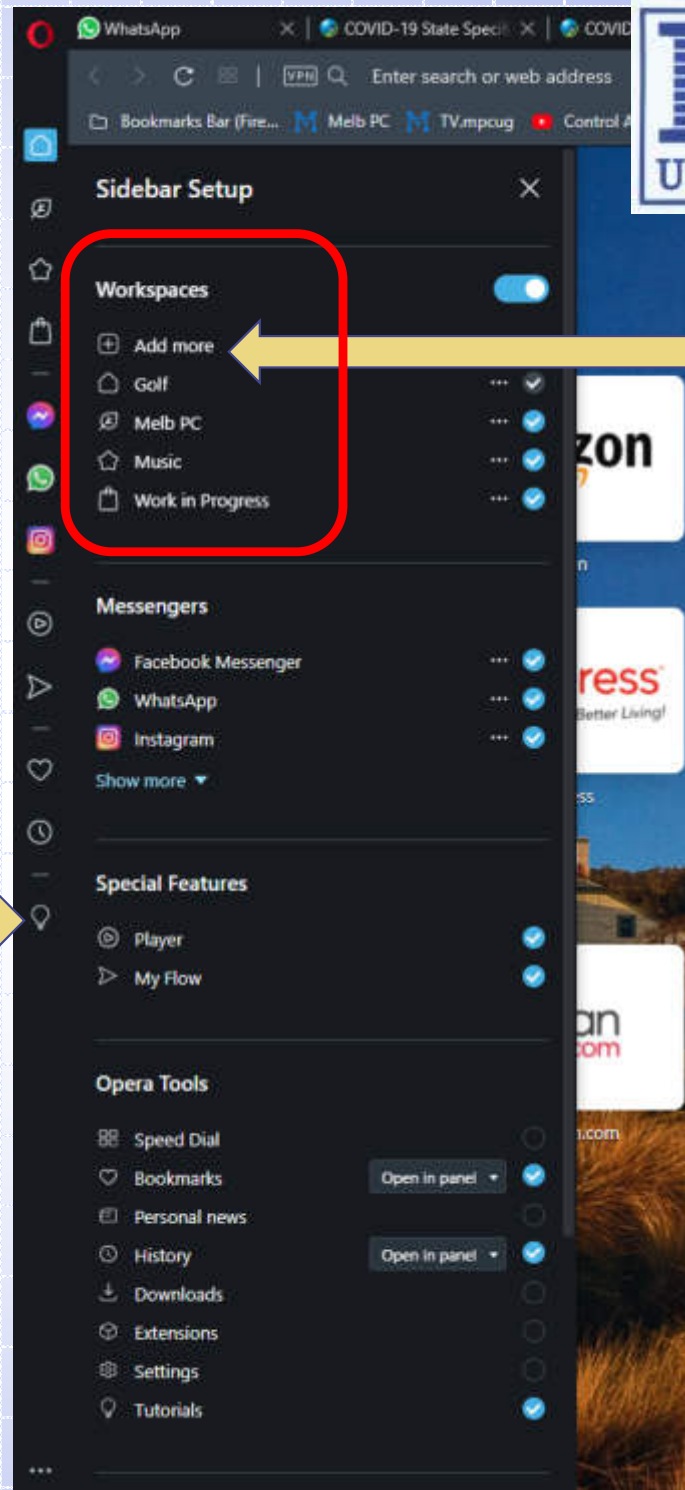 WhatsApp
COVID-19 State Specif
COVID
VPN Enter search or web address
Bookmarks Bar (Fire... Melb PC TV.mpcug Control A
U
Sidebar Setup
Workspaces
Add more
Golf
Melb PC
Music
Work in Progress
zon
n
Messengers
Facebook Messenger
WhatsApp
Instagram
Show more
ress
Better Living!
ss
Special Features
Player
My Flow
an
com
Opera Tools
Speed Dial
n.com
Bookmarks Open in panel
Personal news
History Open in panel
Downloads
Extensions
Settings
Tutorials